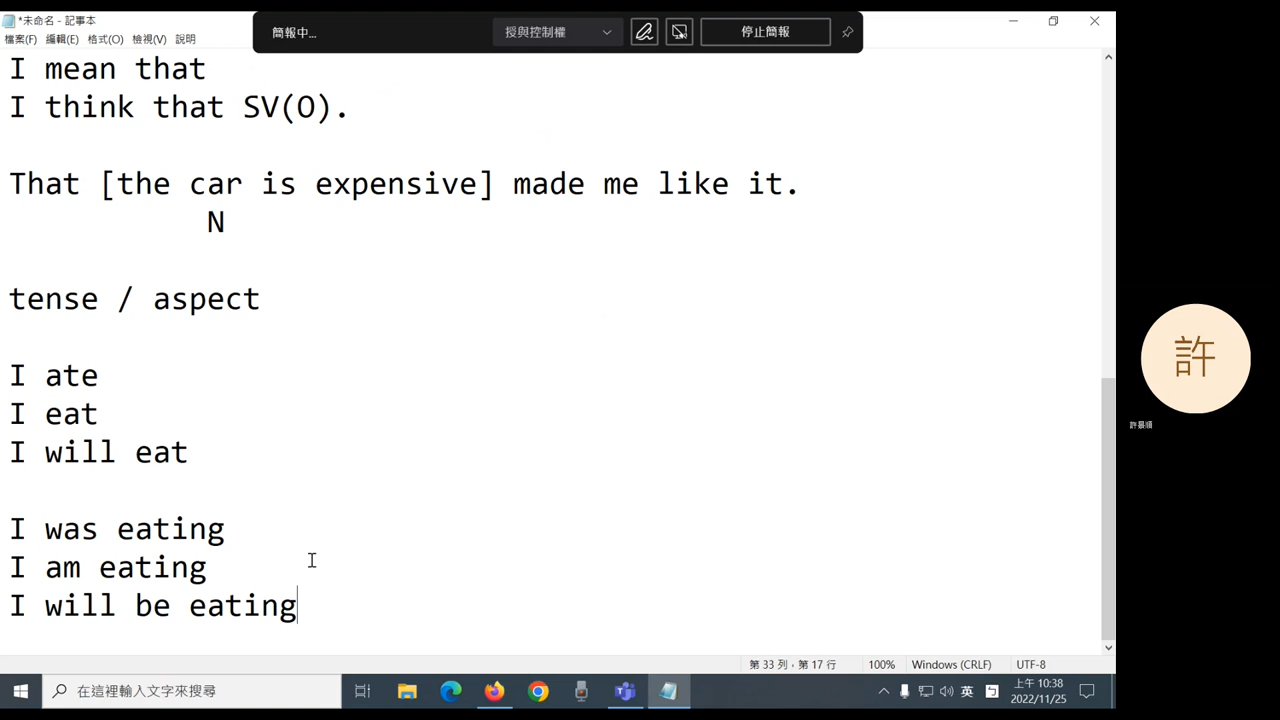 *未命名 - 記事本
檔案(F) 編輯(E) 格式(O) 檢視(V) 說明
簡報中...
授與控制權
停止簡報
I mean that
I think that SV(O).
That [the car is expensive] made me like it.
N
tense / aspect
I ate
I eat
I will eat
I was eating
I am eating
I will be eating
許
許景順
第 33 列，第 17 行
100%
Windows (CRLF)
UTF-8
在這裡輸入文字來搜尋
英
ㄅ
上午 10:38
2022/11/25